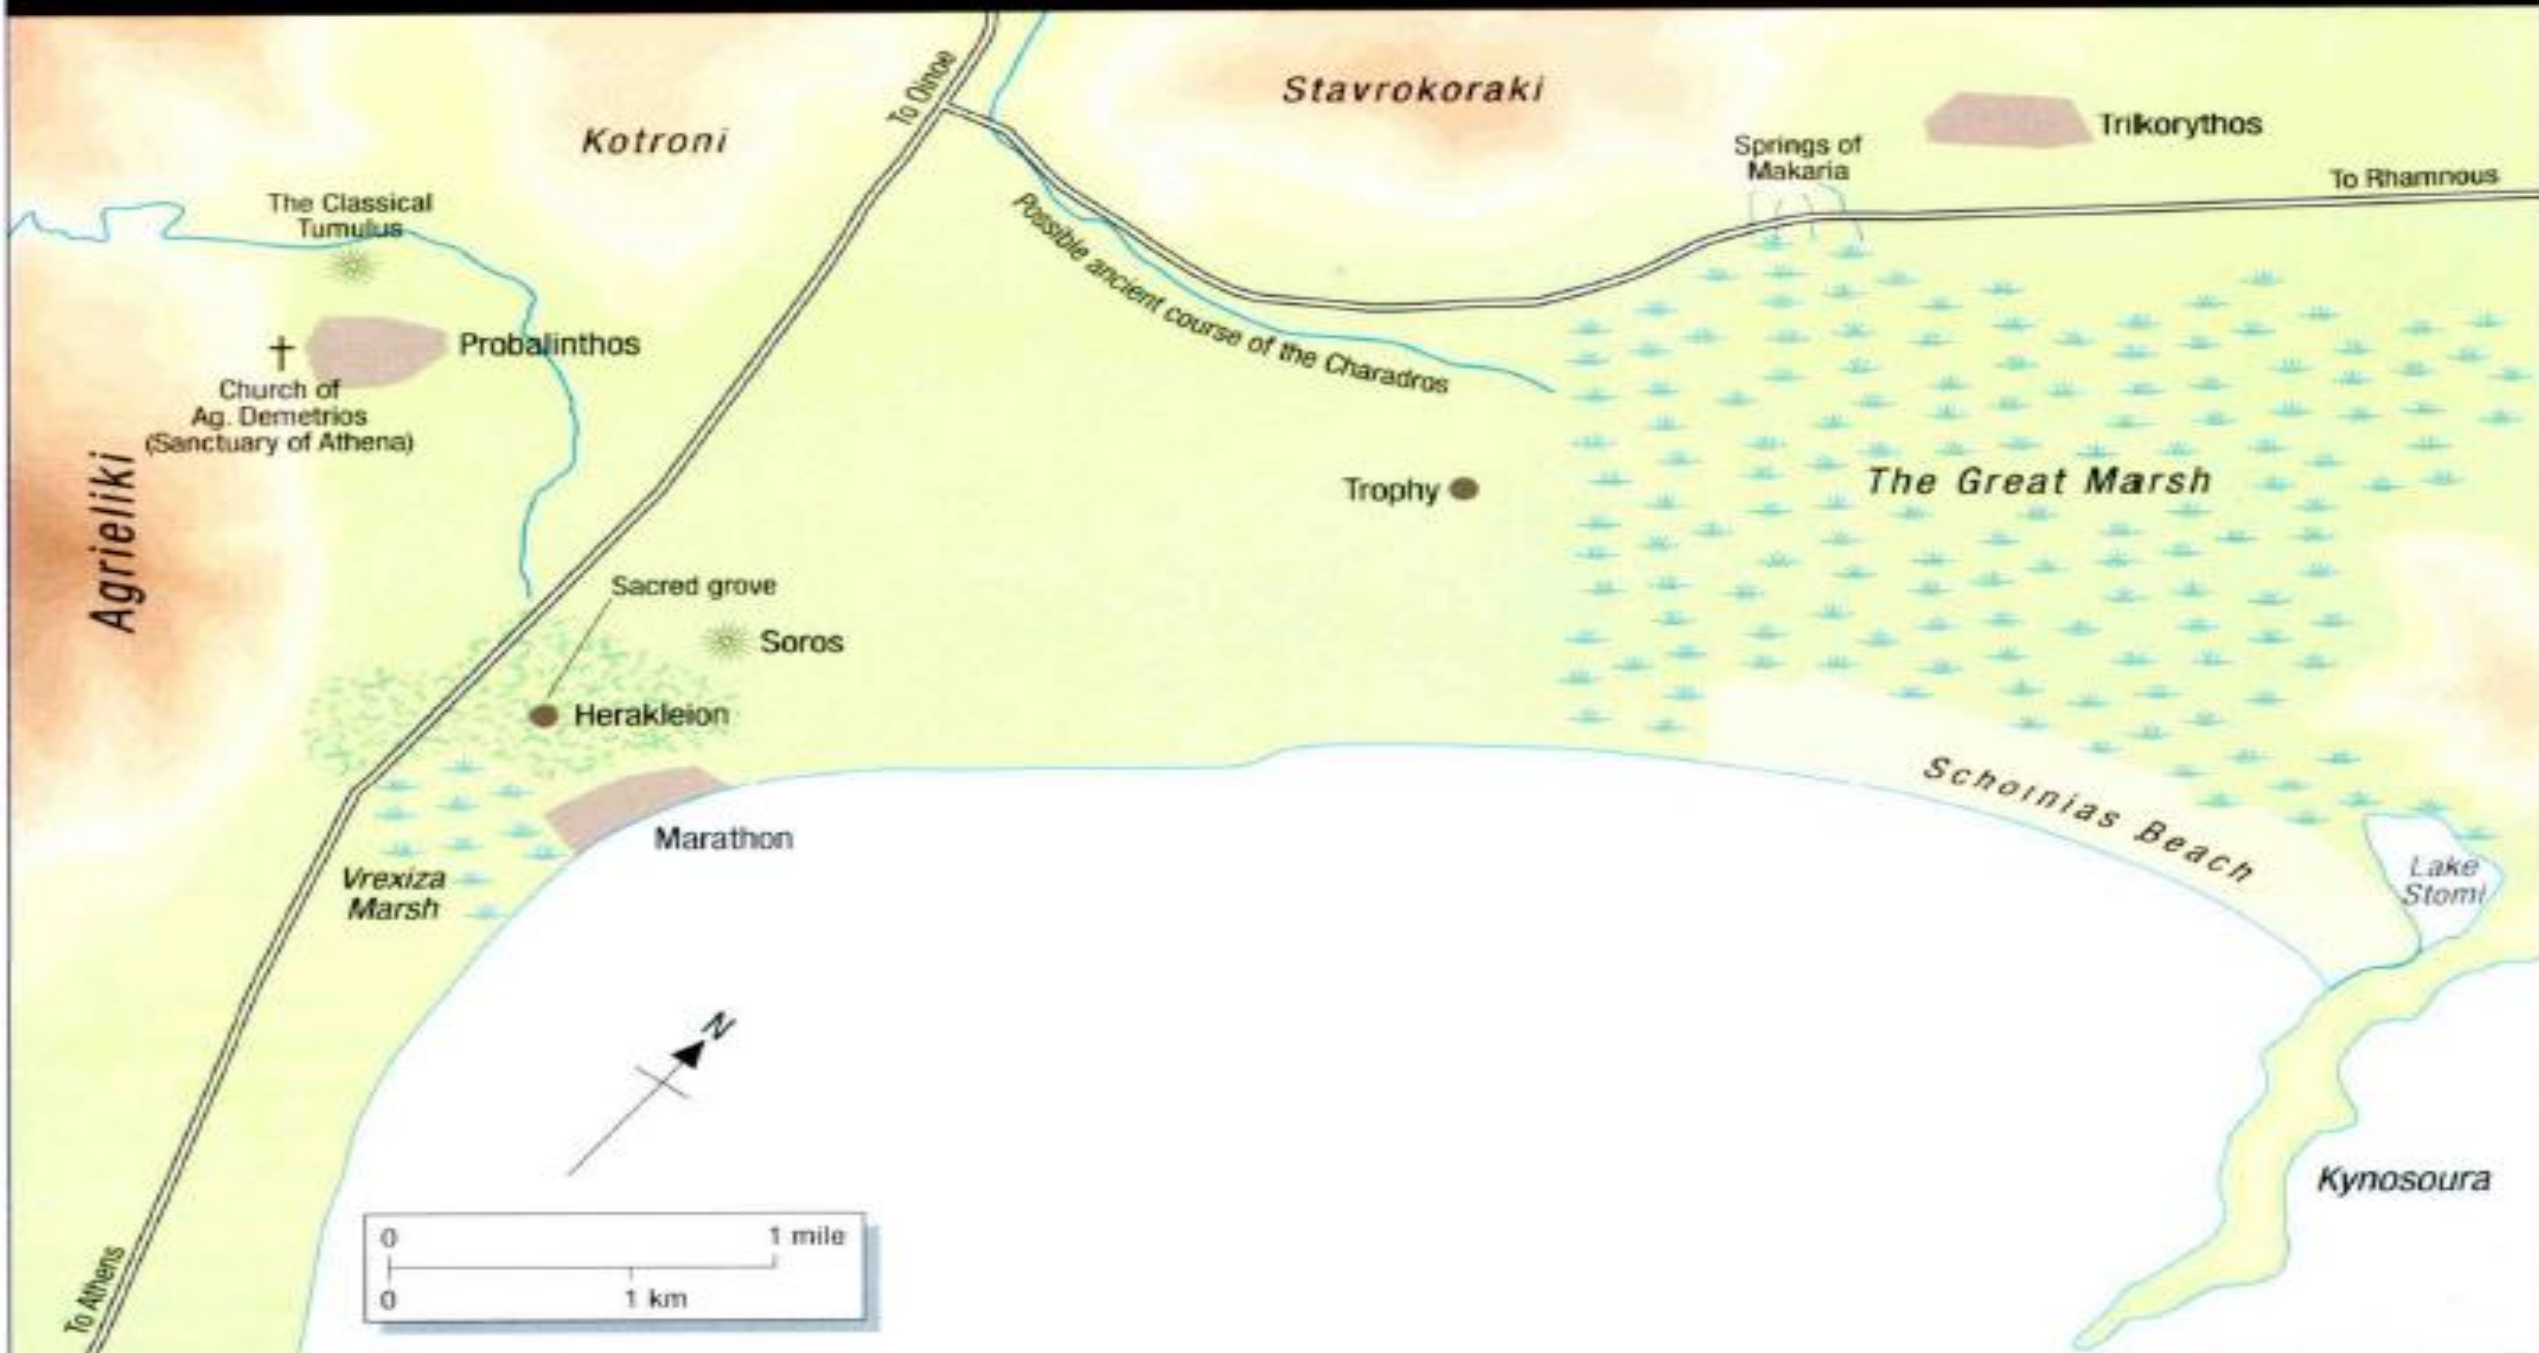 To Oinoe
Stavrokoraki
Kotroni
Trikorythos
Springs of
Makaria
To Rhamnous
The Classical
Tumulus
Possible ancient course of the Charadros
Probalinthos
Church of
Ag. Demetrios
(Sanctuary of Athena)
Agrieliki
Trophy
The Great Marsh
Sacred grove
Soros
Herakleion
Schoinias Beach
Marathon
Vrexiza
Marsh
Lake
Stomi
N
Kynosoura
0 1 mile
0 1 km
To Athens